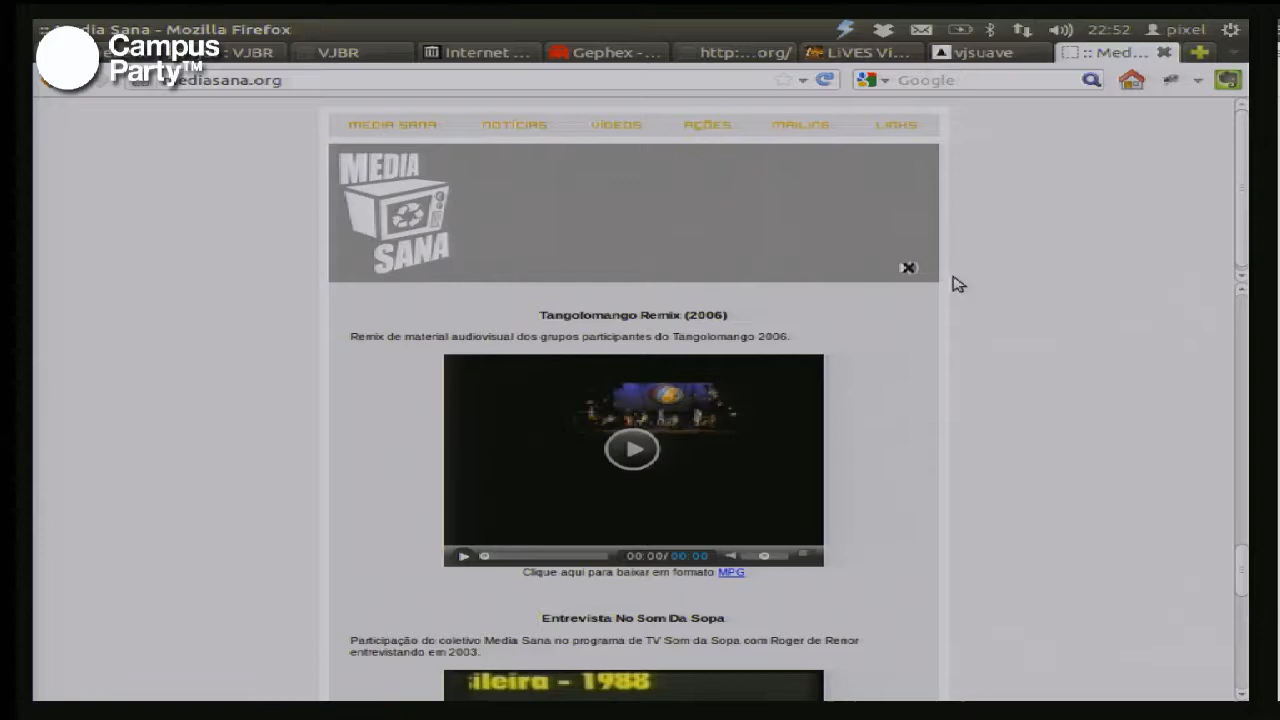 :: Media Sana - Mozilla Firefox
22:52 pixel
Campus
Party™
: VJBR
VJBR
Internet ...
Gephex - ...
http:...org/
LiVES Vi...
vjsuave
:: Med...
mediasana.org
Google
MEDIA SANA NOTÍCIAS VÍDEOS AÇÕES MAILING LINKS
MEDIA
SANA
Tangolomango Remix (2006)
Remix de material audiovisual dos grupos participantes do Tangolomango 2006.
00:00/00:00
Clique aqui para baixar em formato MPG
Entrevista No Som Da Sopa
Participação do coletivo Media Sana no programa de TV Som da Sopa com Roger de Renor
entrevistando em 2003.
ileira - 1988